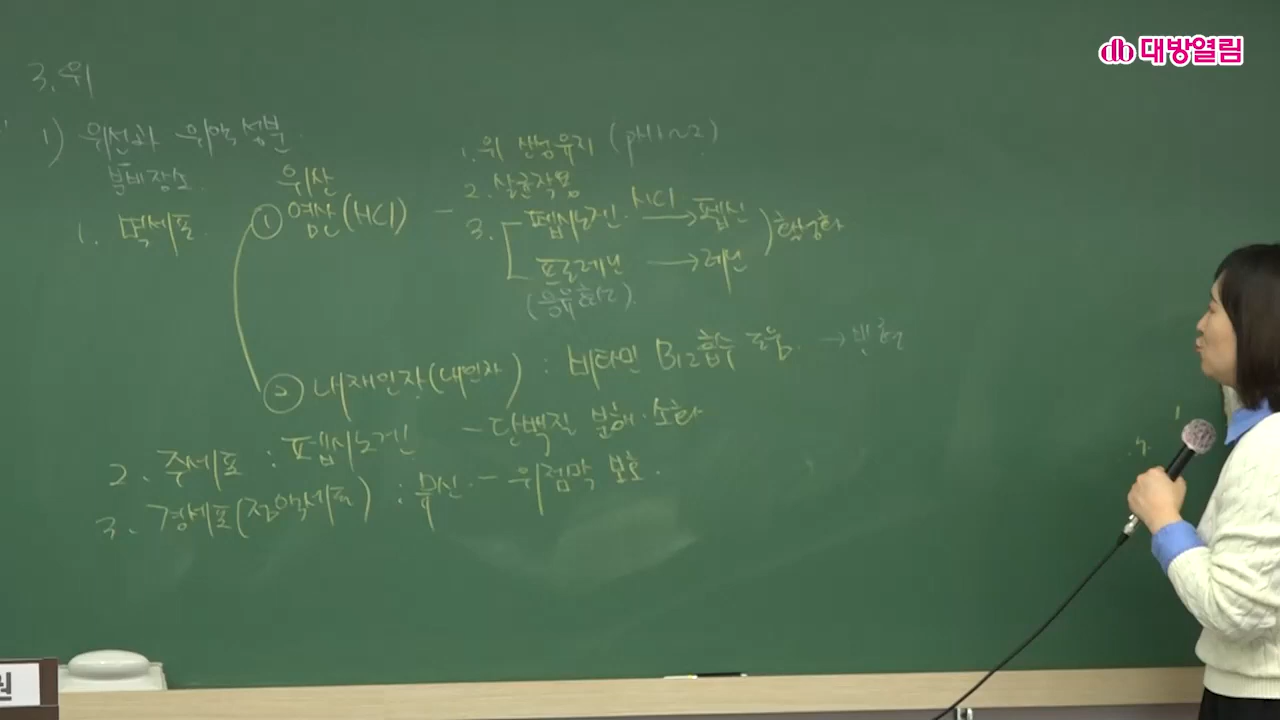 대방열림
3. 위
1) 위선과 위액 성분
분비장소 위산
1. 위 산성유지 (pH 1~2)
2. 살균작용
1. 벽세포 ① 염산(HCl) - 3. 펩시노겐 HCl → 펩신 ) 활성화
프로레닌 → 레닌
(응유효소).
② 내재인자(내인자) : 비타민 B12 흡수 도움. → 빈혈
2. 주세포 : 펩시노겐 - 단백질 분해·소화
3. 경세포(점액세포) : 뮤신. - 위점막 보호.
원